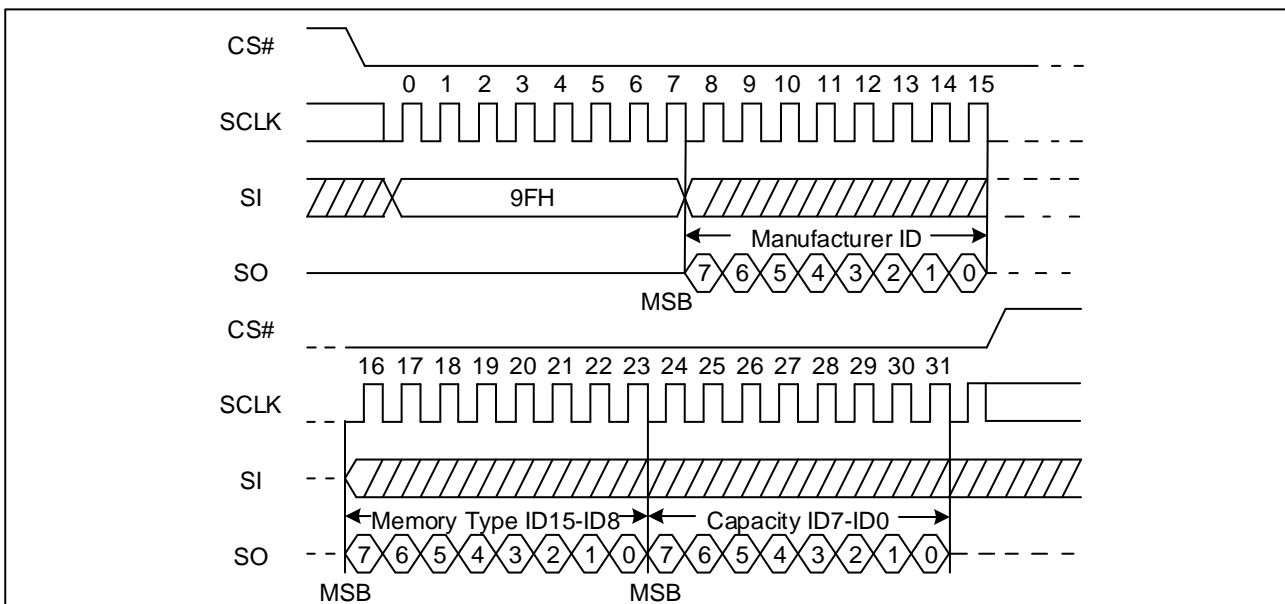 CS#
0 1 2 3 4 5 6 7 8 9 10 11 12 13 14 15
SCLK
SI 9FH
Manufacturer ID
SO 7 6 5 4 3 2 1 0
MSB
CS#
16 17 18 19 20 21 22 23 24 25 26 27 28 29 30 31
SCLK
SI
Memory Type ID15-ID8 Capacity ID7-ID0
SO 7 6 5 4 3 2 1 0 7 6 5 4 3 2 1 0
MSB MSB